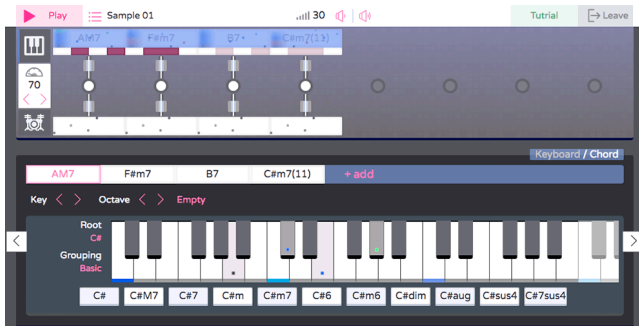 Play Sample 01 30 Tutrial Leave
AM7 F#m7 B7 C#m7(11)
70
Keyboard / Chord
AM7 F#m7 B7 C#m7(11) + add
Key Octave Empty
Root
C#
Grouping
Basic
C# C#M7 C#7 C#m C#m7 C#6 C#m6 C#dim C#aug C#sus4 C#7sus4